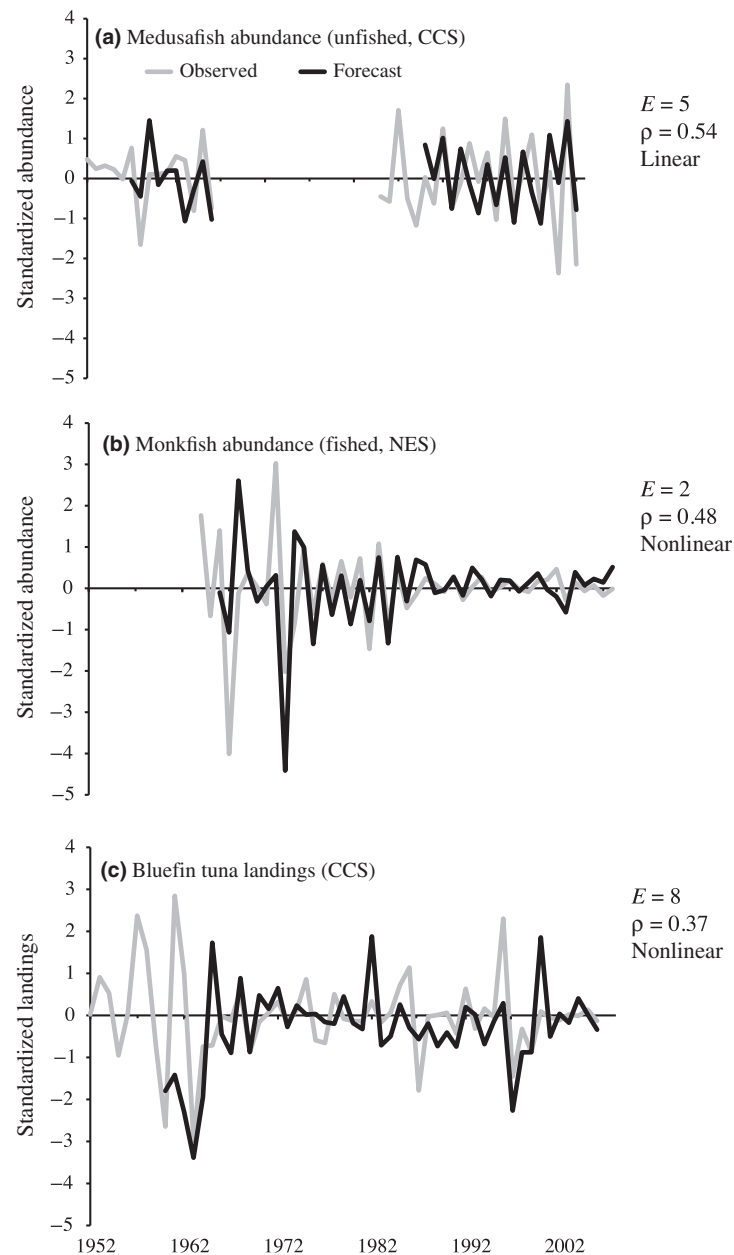 (a) Medusafish abundance (unfished, CCS)
Observed
Forecast
Standardized abundance
4
3
2
1
0
−1
−2
−3
−4
−5
E = 5
ρ = 0.54
Linear
(b) Monkfish abundance (fished, NES)
Standardized abundance
4
3
2
1
0
−1
−2
−3
−4
−5
E = 2
ρ = 0.48
Nonlinear
(c) Bluefin tuna landings (CCS)
Standardized landings
4
3
2
1
0
−1
−2
−3
−4
−5
E = 8
ρ = 0.37
Nonlinear
1952 1962 1972 1982 1992 2002